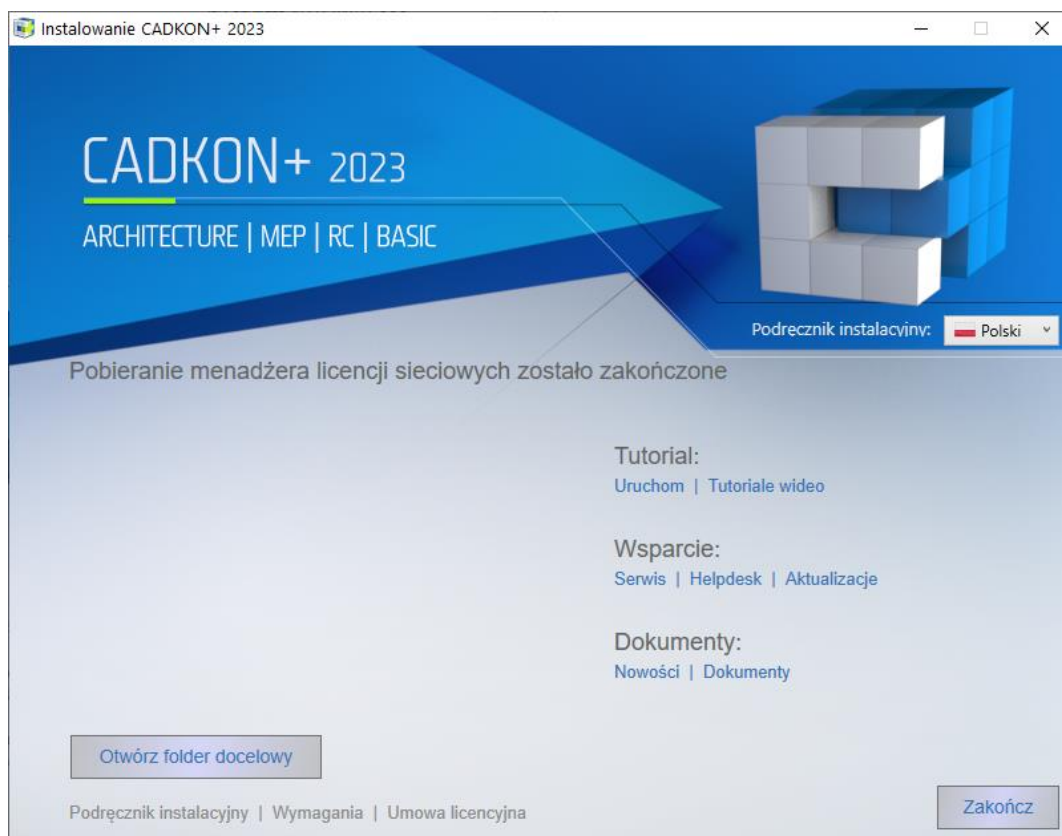 Instalowanie CADKON+ 2023
CADKON+ 2023
ARCHITECTURE | MEP | RC | BASIC
Podręcznik instalacyjny: Polski
Pobieranie menadżera licencji sieciowych zostało zakończone
Tutorial:
Uruchom | Tutoriale wideo
Wsparcie:
Serwis | Helpdesk | Aktualizacje
Dokumenty:
Nowości | Dokumenty
Otwórz folder docelowy
Podręcznik instalacyjny | Wymagania | Umowa licencyjna
Zakończ